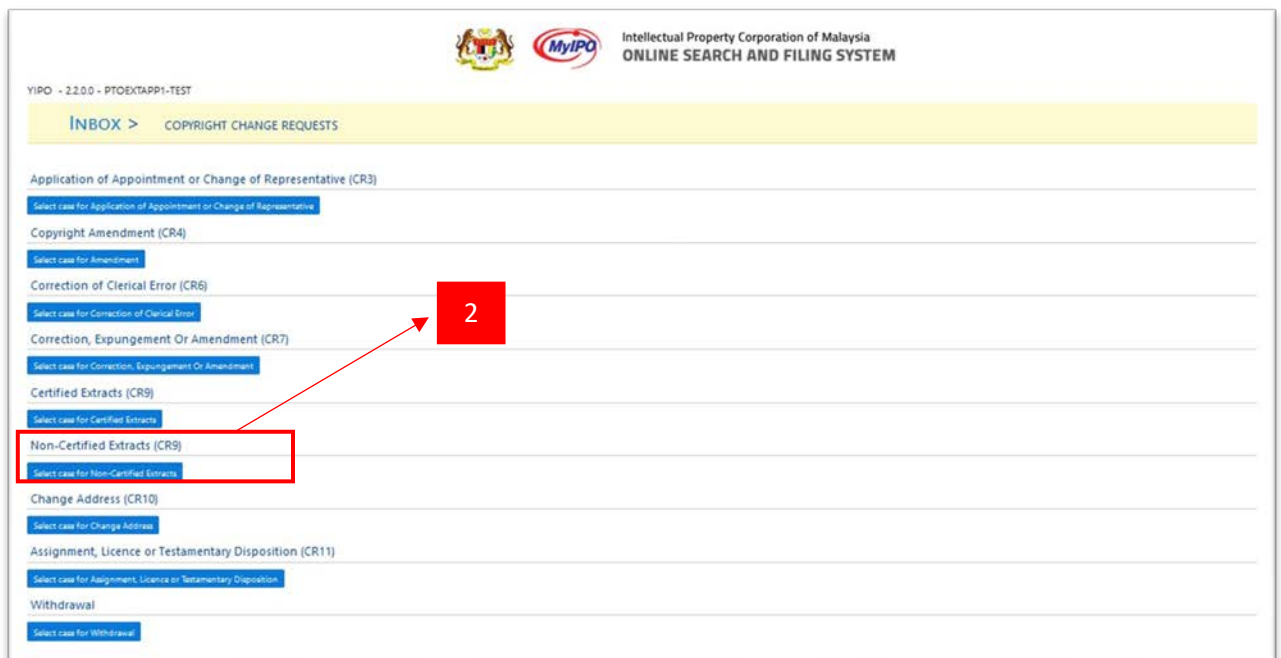 MyIPO
Intellectual Property Corporation of Malaysia
ONLINE SEARCH AND FILING SYSTEM
YIPO - 2.2.0.0 - PTOEXTAPP1-TEST
INBOX > COPYRIGHT CHANGE REQUESTS
Application of Appointment or Change of Representative (CR3)
Select case for Application of Appointment or Change of Representative
Copyright Amendment (CR4)
Select case for Amendment
Correction of Clerical Error (CR6)
Select case for Correction of Clerical Error
2
Correction, Expungement Or Amendment (CR7)
Select case for Correction, Expungement Or Amendment
Certified Extracts (CR9)
Select case for Certified Extracts
Non-Certified Extracts (CR9)
Select case for Non-Certified Extracts
Change Address (CR10)
Select case for Change Address
Assignment, Licence or Testamentary Disposition (CR11)
Select case for Assignment, Licence or Testamentary Disposition
Withdrawal
Select case for Withdrawal